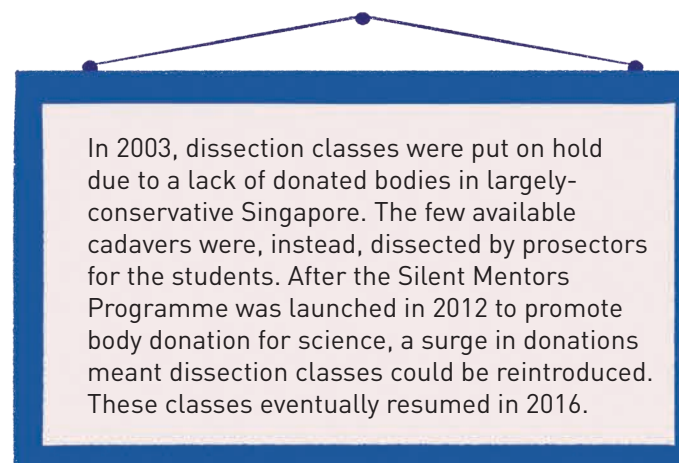 In 2003, dissection classes were put on hold
due to a lack of donated bodies in largely-
conservative Singapore. The few available
cadavers were, instead, dissected by prosectors
for the students. After the Silent Mentors
Programme was launched in 2012 to promote
body donation for science, a surge in donations
meant dissection classes could be reintroduced.
These classes eventually resumed in 2016.